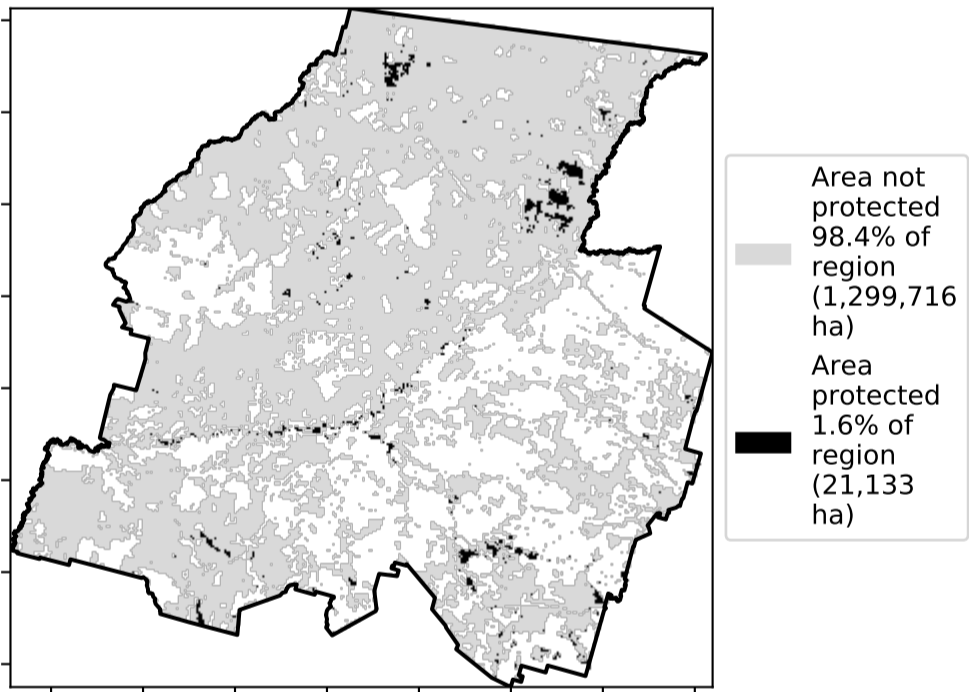 Area not
protected
98.4% of
region
(1,299,716
ha)
Area
protected
1.6% of
region
(21,133
ha)